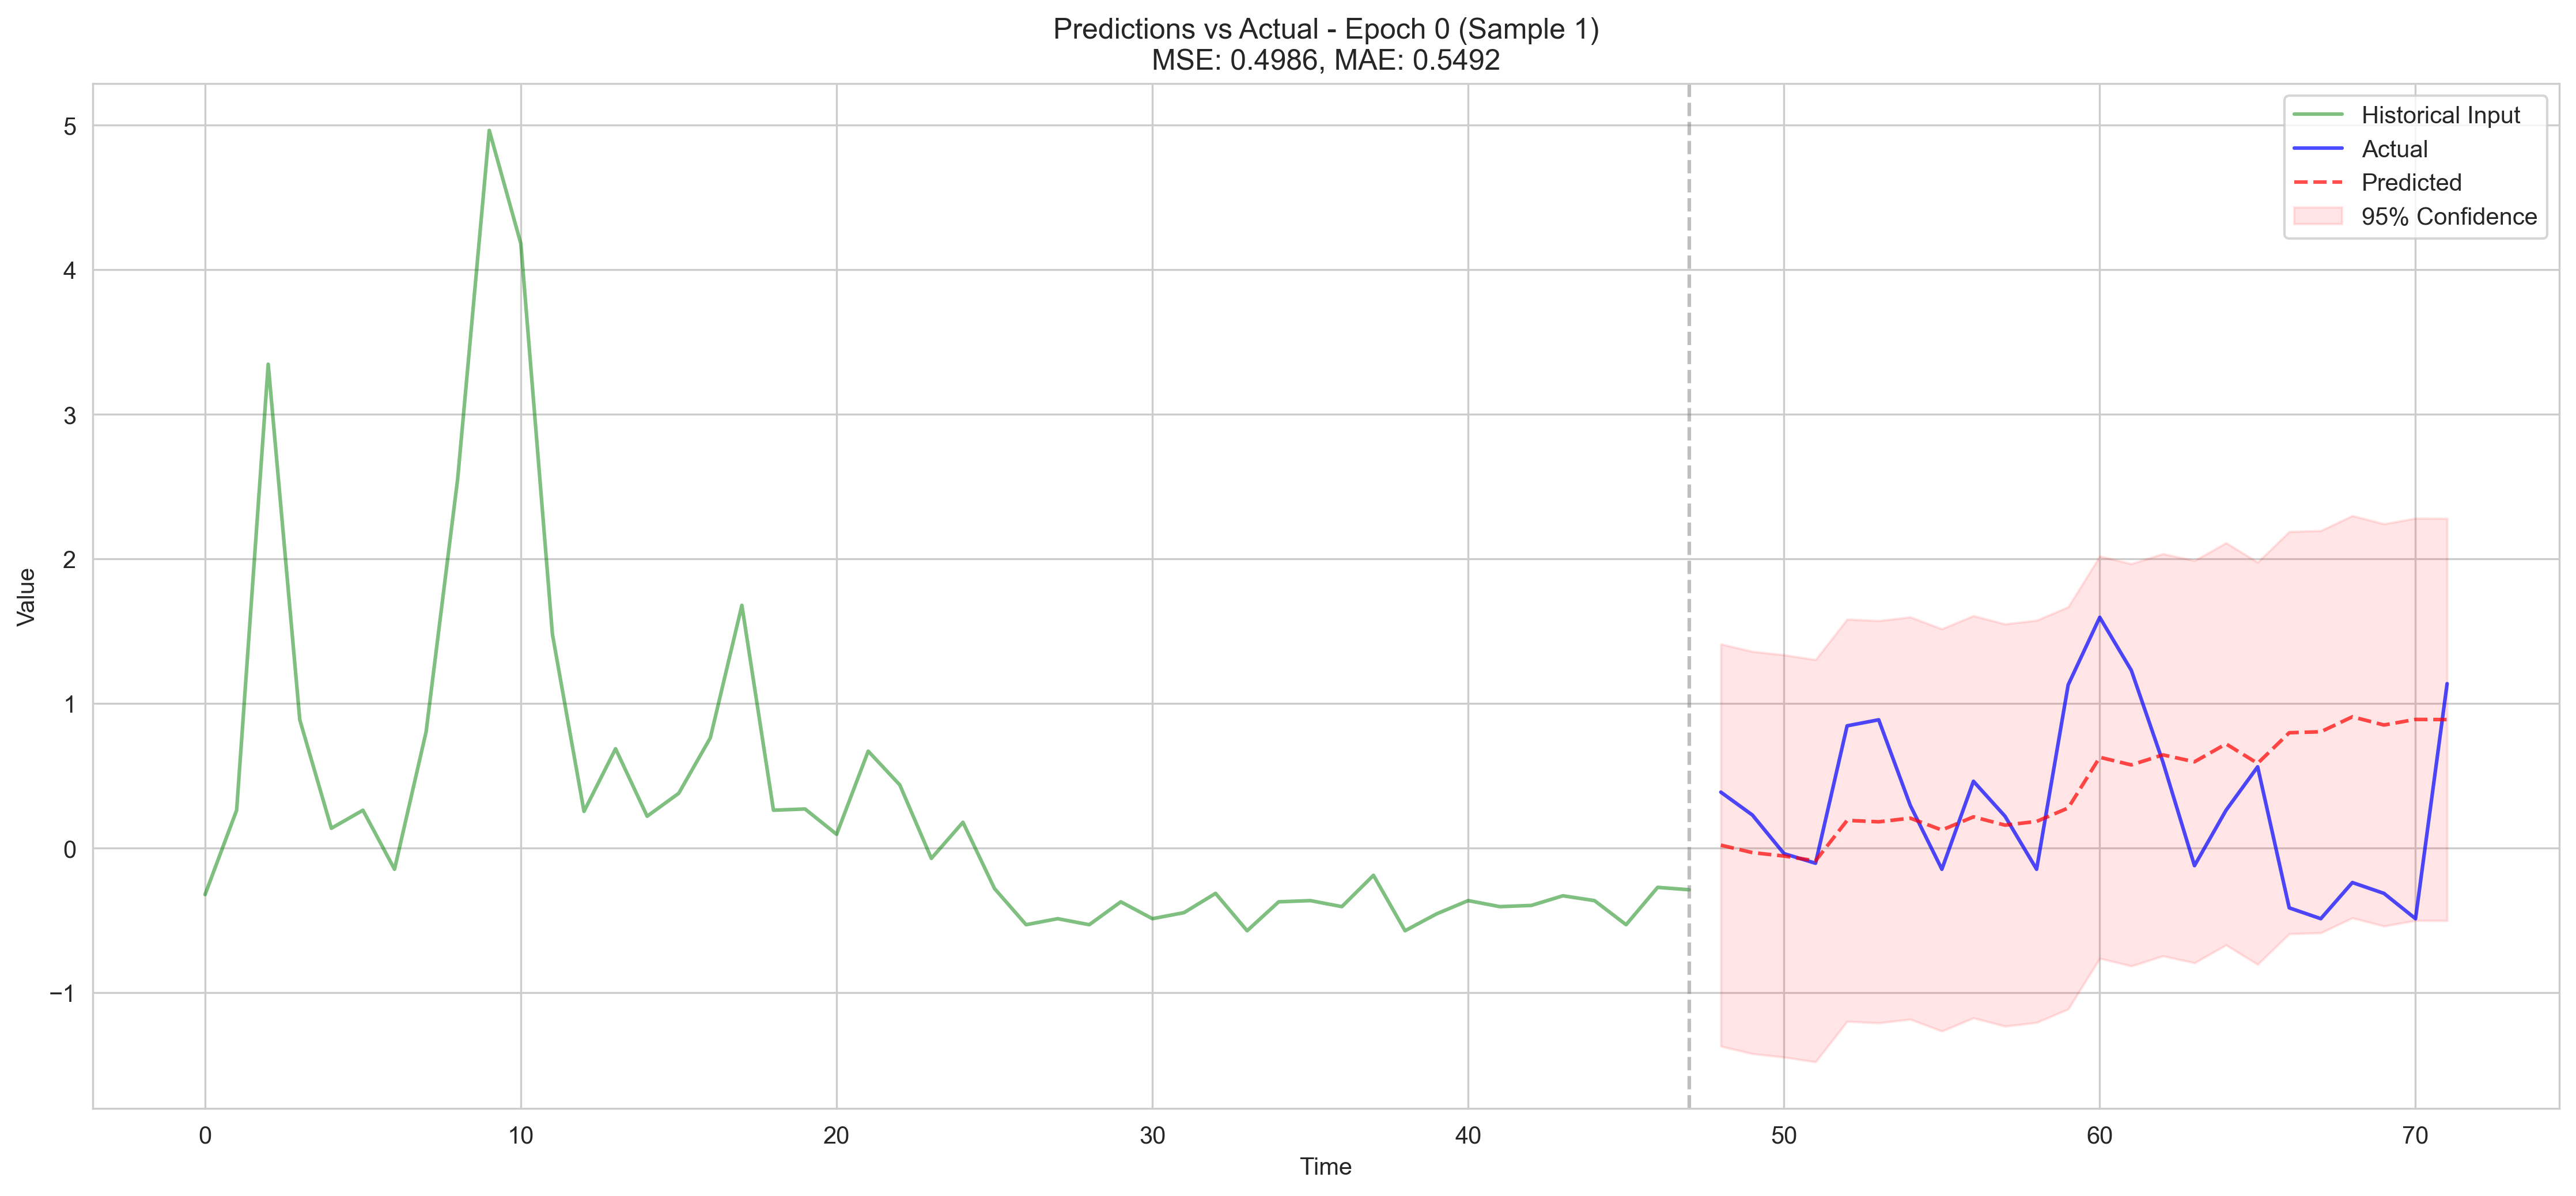 Predictions vs Actual - Epoch 0 (Sample 1)
MSE: 0.4986, MAE: 0.5492
Historical Input
Actual
Predicted
95% Confidence
Value
5
4
3
2
1
0
−1
0 10 20 30 40 50 60 70
Time